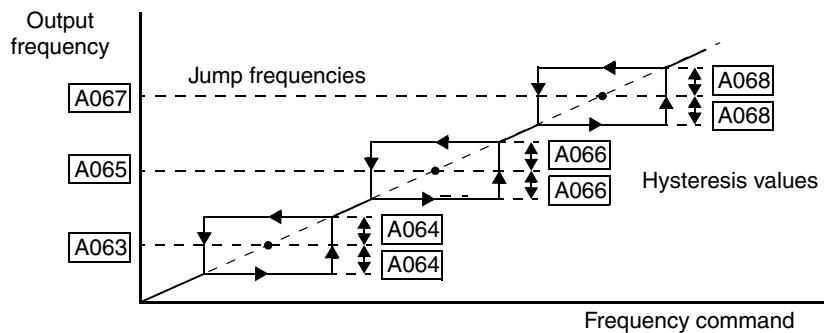 Output
frequency
Jump frequencies
A067
A068
A068
A065
A066
A066
Hysteresis values
A063
A064
A064
Frequency command